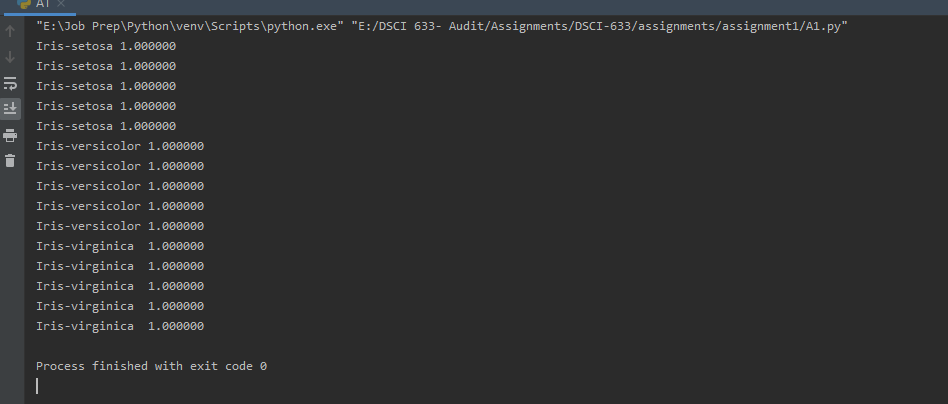 A1
"E:\Job Prep\Python\venv\Scripts\python.exe" "E:/DSCI 633- Audit/Assignments/DSCI-633/assignments/assignment1/A1.py"
Iris-setosa 1.000000
Iris-setosa 1.000000
Iris-setosa 1.000000
Iris-setosa 1.000000
Iris-setosa 1.000000
Iris-versicolor 1.000000
Iris-versicolor 1.000000
Iris-versicolor 1.000000
Iris-versicolor 1.000000
Iris-versicolor 1.000000
Iris-virginica  1.000000
Iris-virginica  1.000000
Iris-virginica  1.000000
Iris-virginica  1.000000
Iris-virginica  1.000000
Process finished with exit code 0